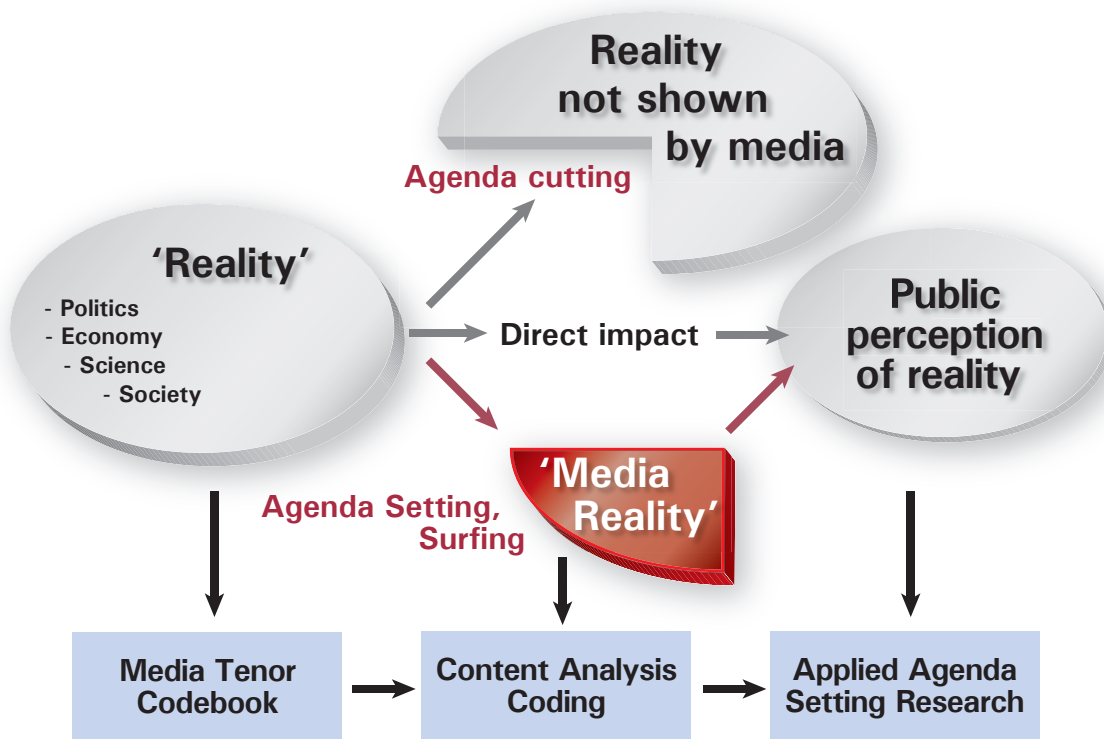 Reality
not shown
by media
Agenda cutting
‘Reality’
- Politics
- Economy
- Science
- Society
Direct impact
Public
perception
of reality
‘Media
Reality’
Agenda Setting,
Surfing
Media Tenor
Codebook
Content Analysis
Coding
Applied Agenda
Setting Research